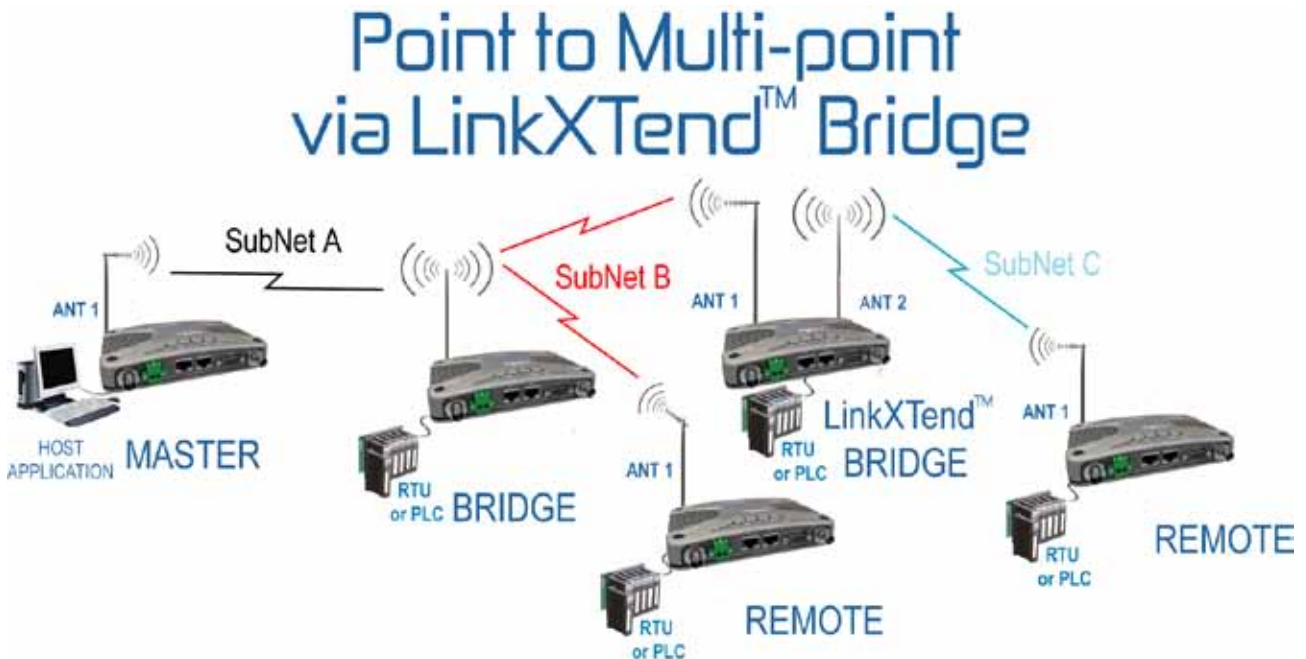 Point to Multi-point
via LinkXTend™ Bridge
SubNet A
SubNet B
SubNet C
ANT 1
HOST
APPLICATION
MASTER
RTU
or PLC
BRIDGE
ANT 1
ANT 2
LinkXTend™
BRIDGE
RTU
or PLC
ANT 1
RTU
or PLC
REMOTE
ANT 1
RTU
or PLC
REMOTE